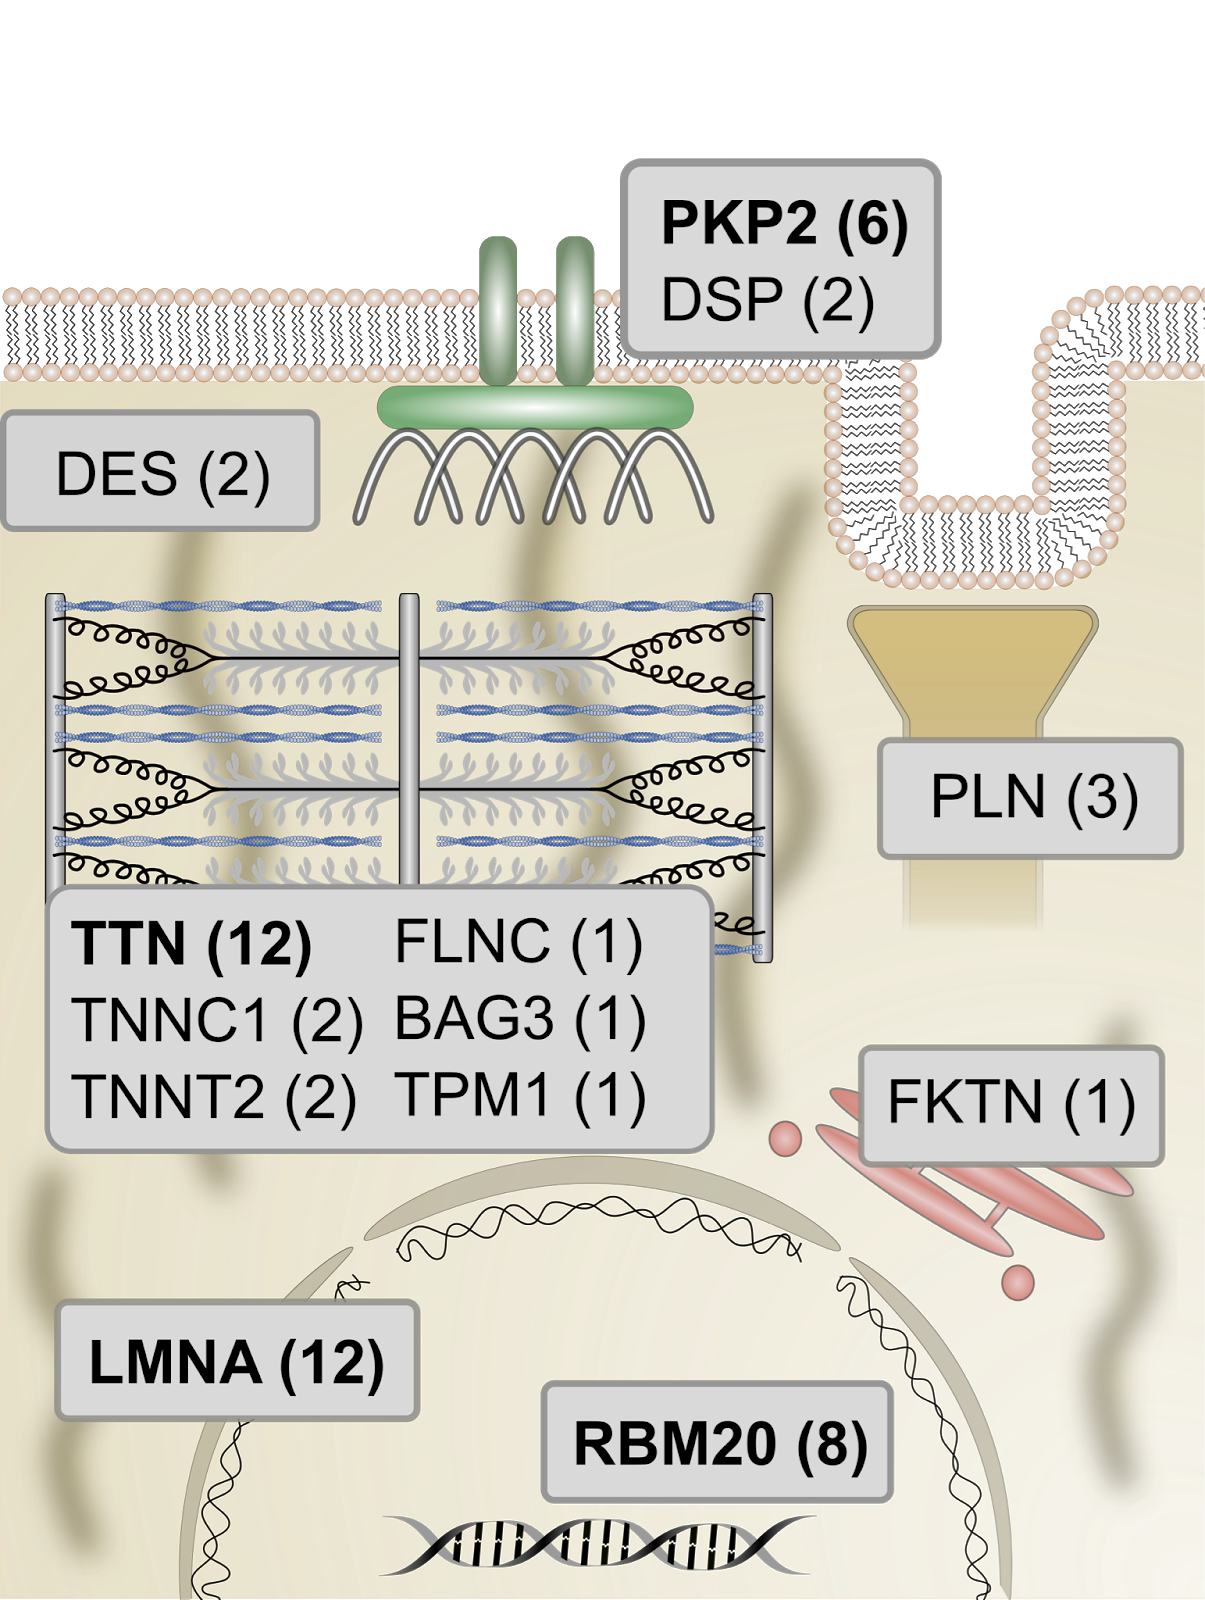 PKP2 (6)
DSP (2)
DES (2)
PLN (3)
TTN (12)
TNNC1 (2)
TNNT2 (2)
FLNC (1)
BAG3 (1)
TPM1 (1)
FKTN (1)
LMNA (12)
RBM20 (8)